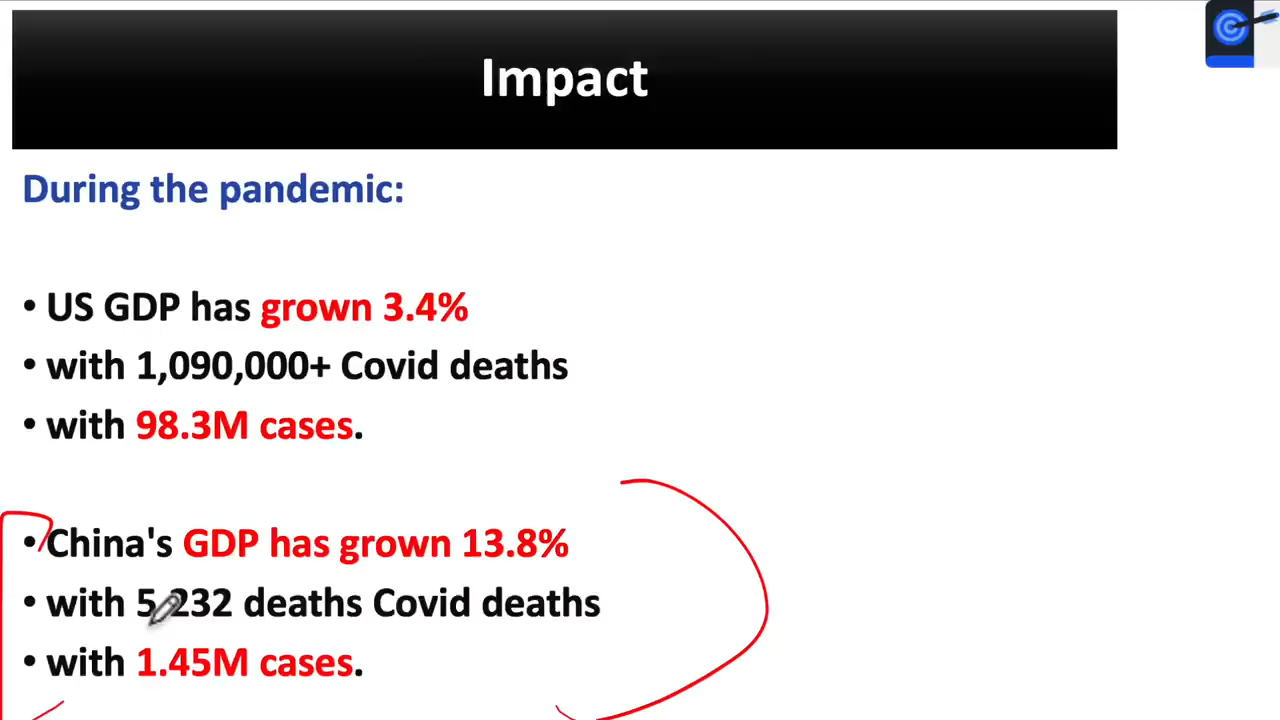 Impact
During the pandemic:
• US GDP has grown 3.4%
• with 1,090,000+ Covid deaths
• with 98.3M cases.
• China's GDP has grown 13.8%
• with 5,232 deaths Covid deaths
• with 1.45M cases.